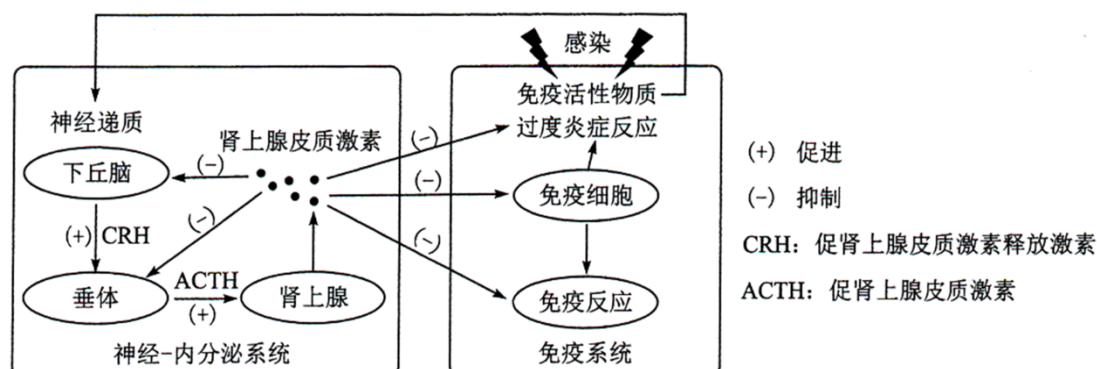 感染
免疫活性物质
过度炎症反应
神经递质
肾上腺皮质激素
下丘脑
(-)
(-)
(-)
(-)
(-)
免疫细胞
(+) CRH
垂体
ACTH
(+)
肾上腺
免疫反应
神经-内分泌系统
免疫系统
(+) 促进
(-) 抑制
CRH：促肾上腺皮质激素释放激素
ACTH：促肾上腺皮质激素